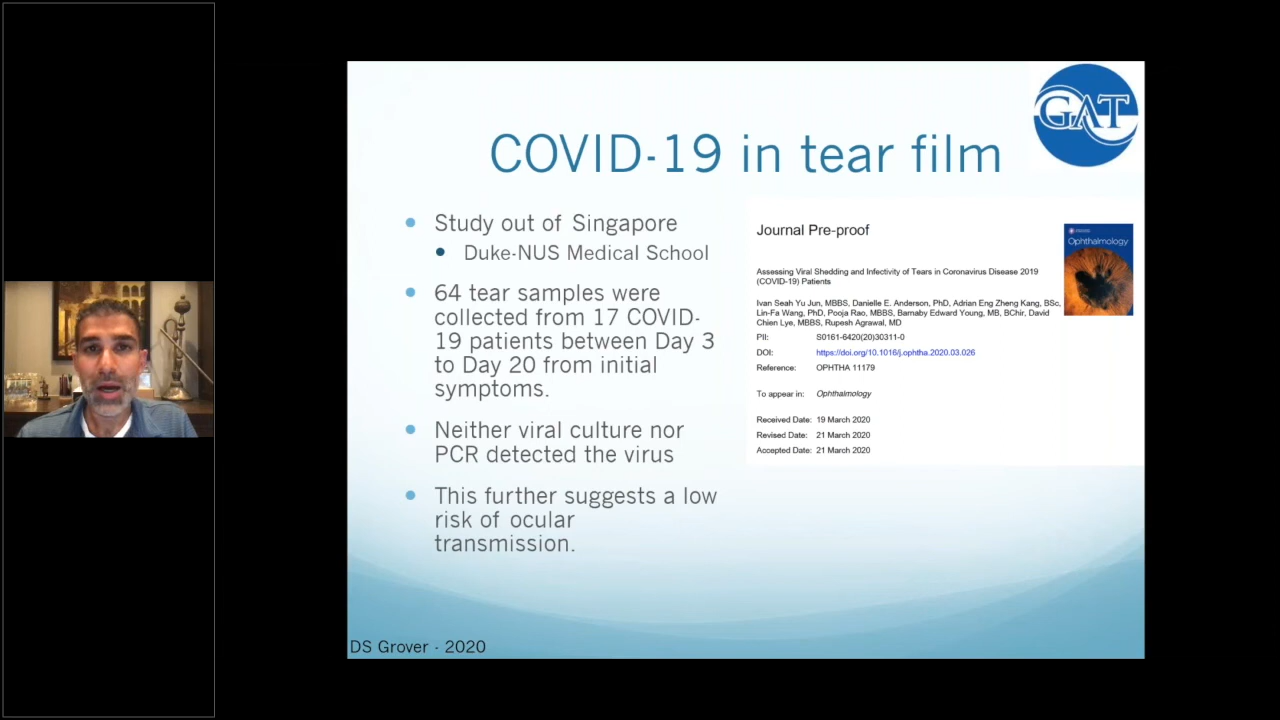 GAT
COVID-19 in tear film
Study out of Singapore
Duke-NUS Medical School
64 tear samples were
collected from 17 COVID-
19 patients between Day 3
to Day 20 from initial
symptoms.
Neither viral culture nor
PCR detected the virus
This further suggests a low
risk of ocular
transmission.
Journal Pre-proof
Ophthalmology
Assessing Viral Shedding and Infectivity of Tears in Coronavirus Disease 2019
(COVID-19) Patients
Ivan Seah Yu Jun, MBBS, Danielle E. Anderson, PhD, Adrian Eng Zheng Kang, BSc,
Lin-Fa Wang, PhD, Pooja Rao, MBBS, Barnaby Edward Young, MB, BChir, David
Chien Lye, MBBS, Rupesh Agrawal, MD
PII: S0161-6420(20)30311-0
DOI: https://doi.org/10.1016/j.ophtha.2020.03.026
Reference: OPHTHA 11179
To appear in: Ophthalmology
Received Date: 19 March 2020
Revised Date: 21 March 2020
Accepted Date: 21 March 2020
DS Grover - 2020